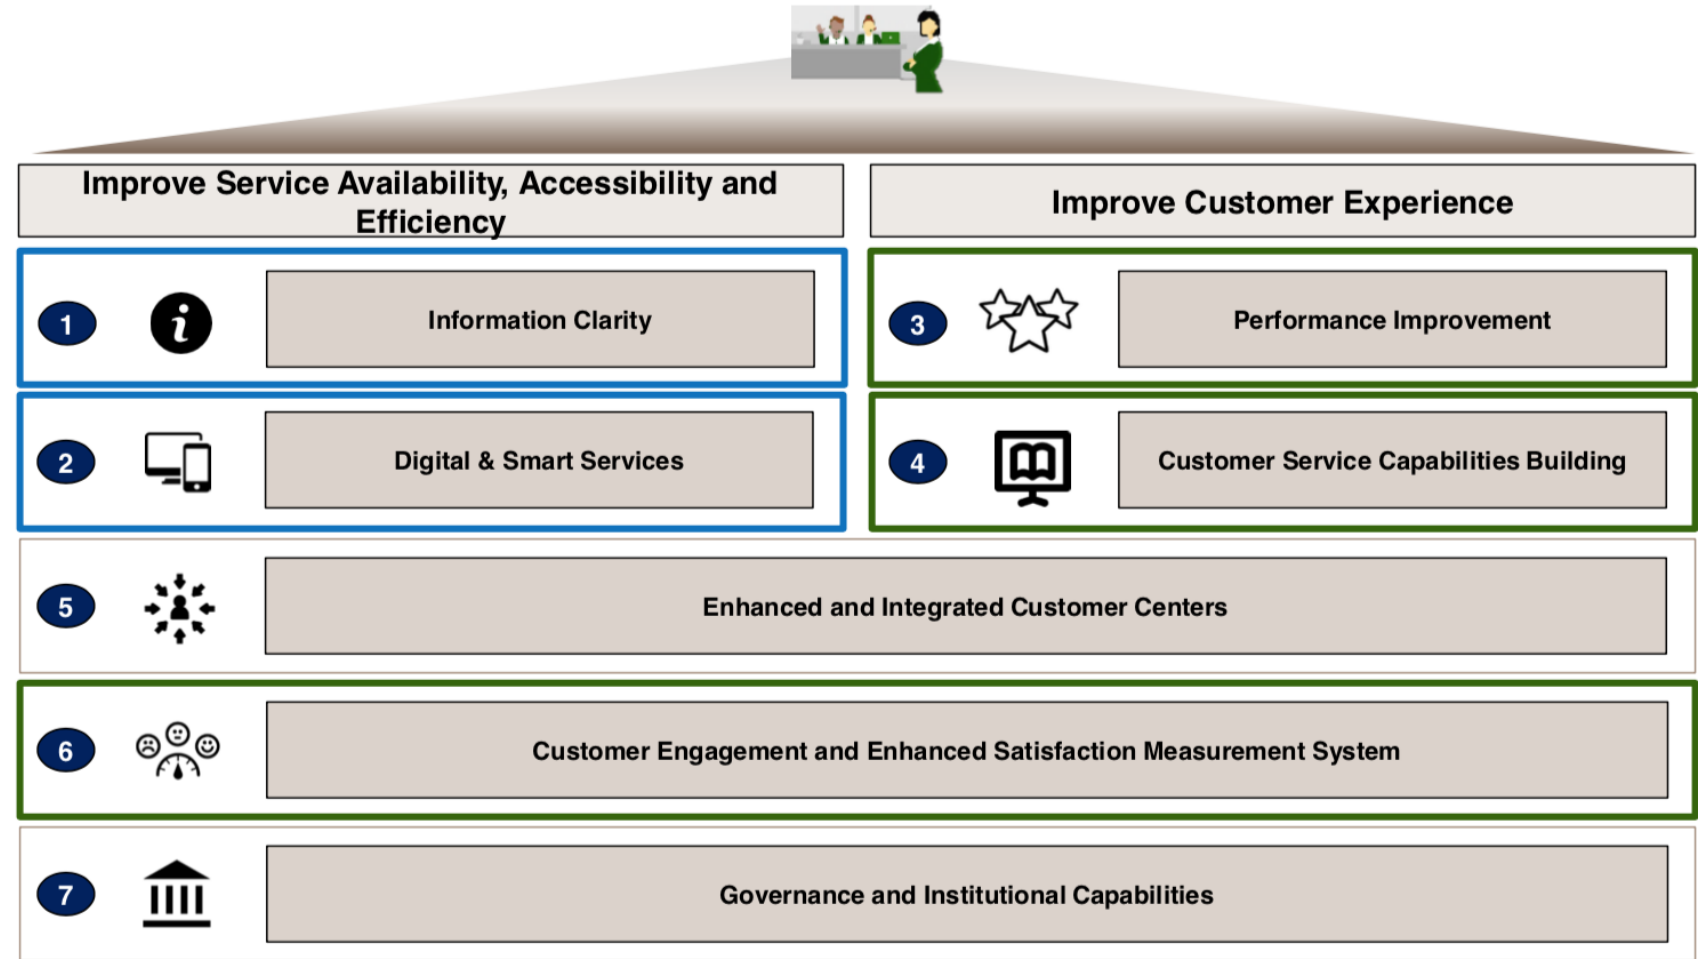 Improve Service Availability, Accessibility and
Efficiency
Improve Customer Experience
1
Information Clarity
3
Performance Improvement
2
Digital & Smart Services
4
Customer Service Capabilities Building
5
Enhanced and Integrated Customer Centers
6
Customer Engagement and Enhanced Satisfaction Measurement System
7
Governance and Institutional Capabilities